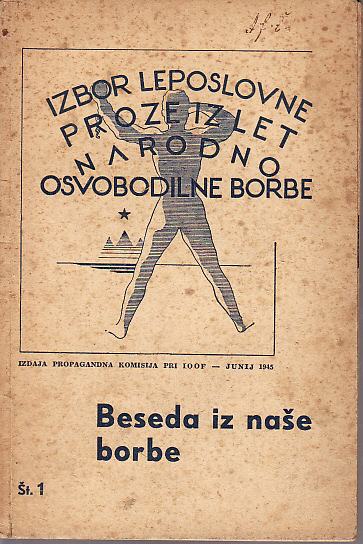 IZBOR LEPOSLOVNE
PROZE IZ LET
NARODNO
OSVOBODILNE BORBE
IZDAJA PROPAGANDNA KOMISIJA PRI IOOF — JUNIJ 1945
Beseda iz naše
borbe
Št. 1